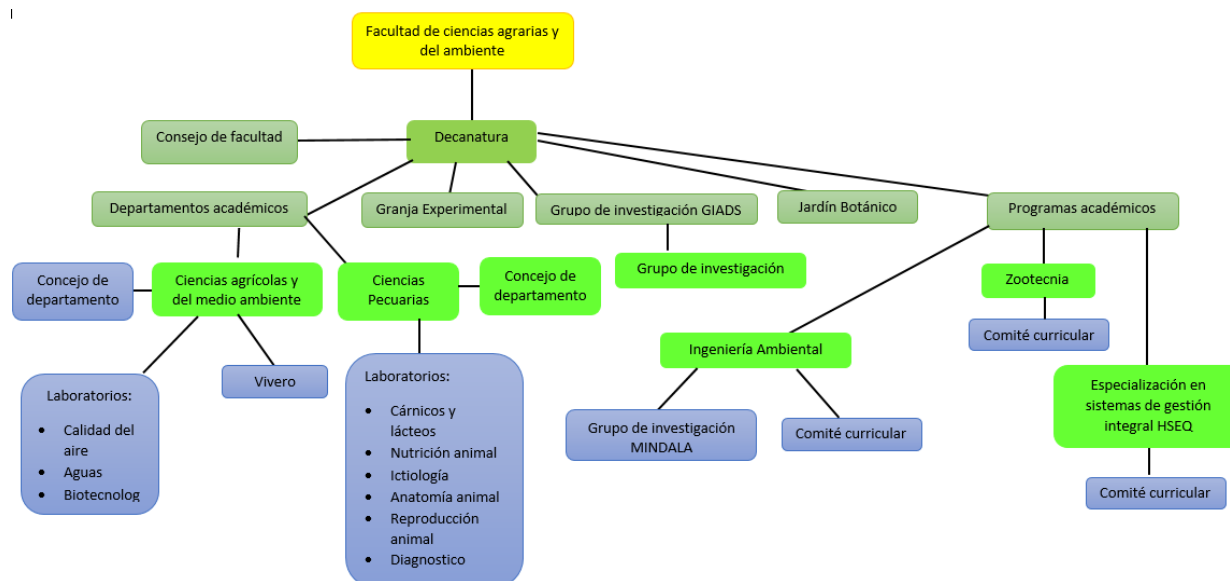 Facultad de ciencias agrarias y
del ambiente
Consejo de facultad
Decanatura
Departamentos académicos
Granja Experimental
Grupo de investigación GIADS
Jardín Botánico
Programas académicos
Concejo de
departamento
Ciencias agrícolas y
del medio ambiente
Ciencias
Pecuarias
Concejo de
departamento
Grupo de investigación
Zootecnia
Comité curricular
Ingeniería Ambiental
Laboratorios:
• Calidad del
aire
• Aguas
• Biotecnolog
Vivero
Laboratorios:
• Cárnicos y
lácteos
• Nutrición animal
• Ictiología
• Anatomía animal
• Reproducción
animal
• Diagnostico
Grupo de investigación
MINDALA
Comité curricular
Especialización en
sistemas de gestión
integral HSEQ
Comité curricular